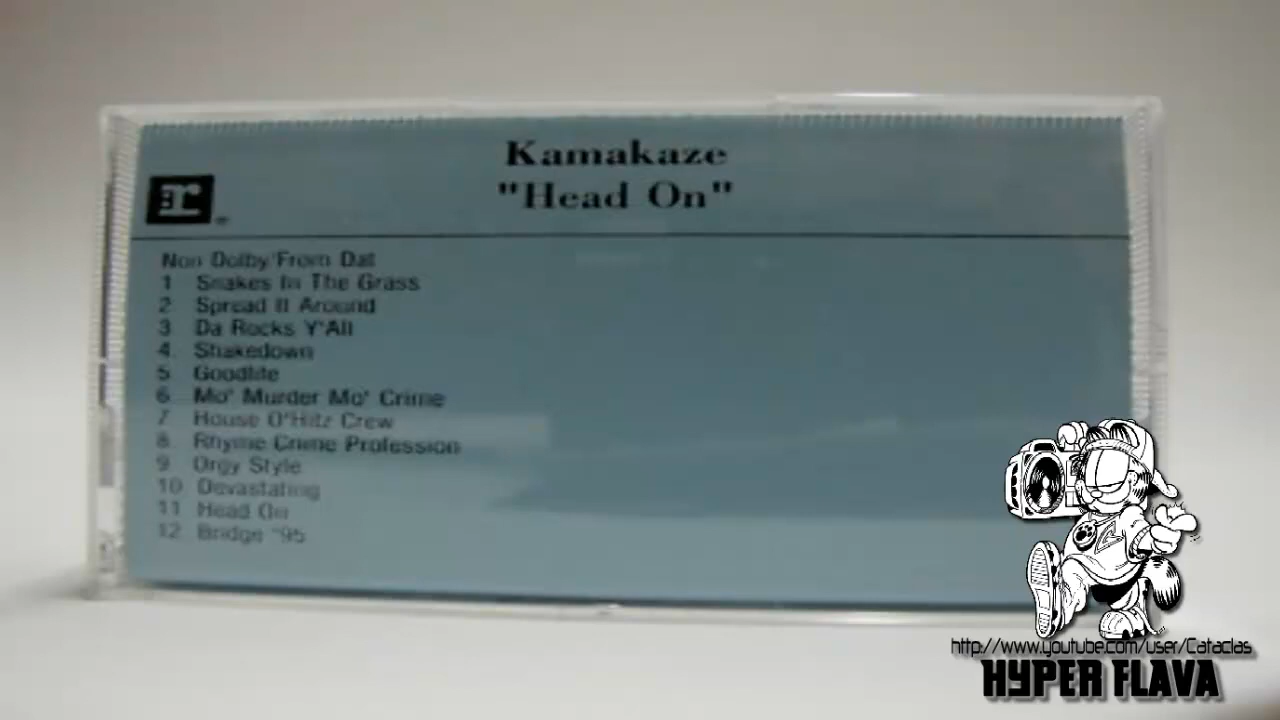 Kamakaze
"Head On"
r
Non Dolby/From Dat
1 Snakes In The Grass
2 Spread It Around
3 Da Rocks Y'All
4 Shakedown
5 Goodlife
6 Mo' Murder Mo' Crime
7 House O'Hitz Crew
8 Rhyme Crime Profession
9 Orgy Style
10 Devastating
11 Head On
12 Bridge "95
http://www.youtube.com/user/Cataclas
HYPER FLAVA